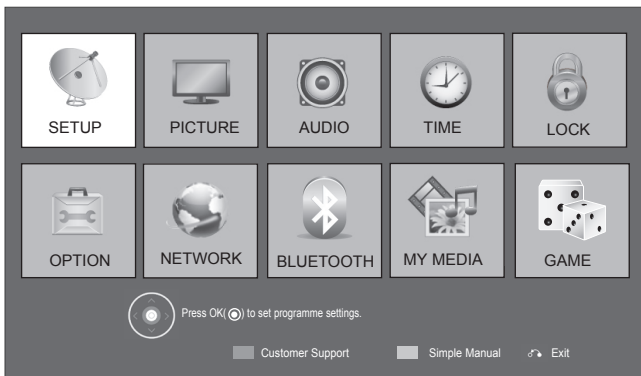 SETUP PICTURE AUDIO TIME LOCK
OPTION NETWORK BLUETOOTH MY MEDIA GAME
Press OK( ) to set programme settings.
Customer Support Simple Manual Exit